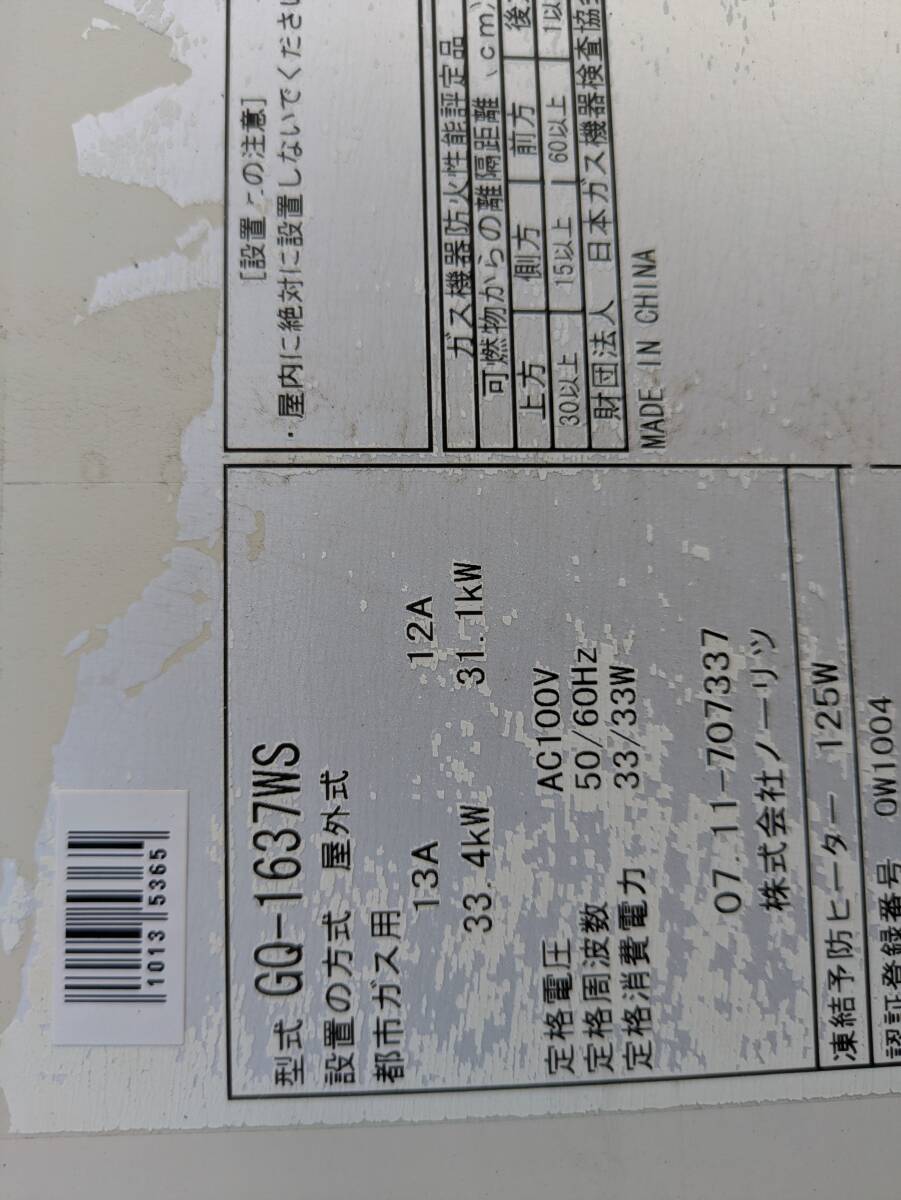 1013 5365
型式 GQ-1637WS
設置の方式 屋外式
都市ガス用
13A 12A
33.4kW 31.1kW
定格電圧 AC100V
定格周波数 50/60Hz
定格消費電力 33/33W
07.11-707337
株式会社ノーリツ
凍結予防ヒーター 125W
認証登録番号 0W1004
[設置 の注意]
・屋内に絶対に設置しないでください
ガス機器防火性能評定品
可燃物からの離隔距離(cm)
上方 側方 前方 後
30以上 15以上 60以上 1以
財団法人 日本ガス機器検査協
MADE IN CHINA